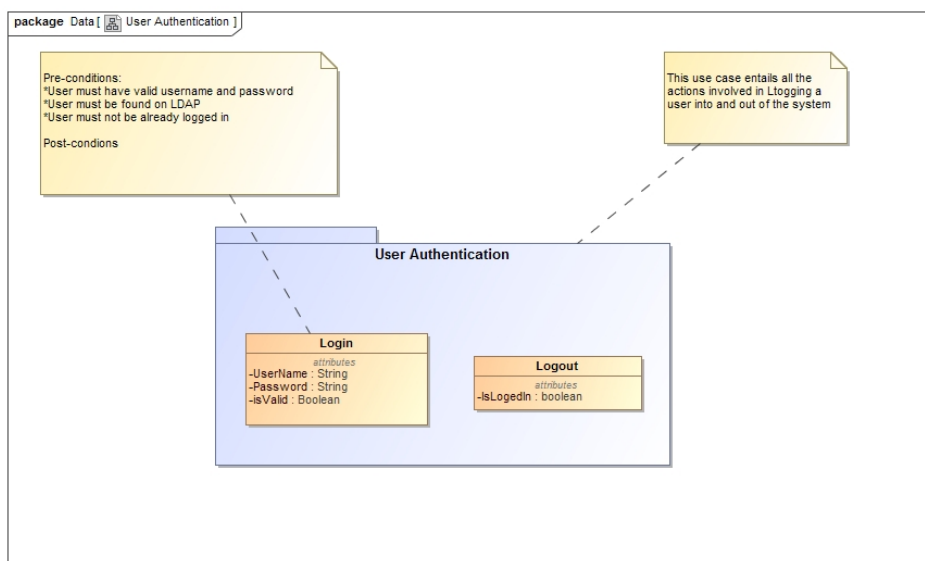 package Data [ User Authentication ]
Pre-conditions:
*User must have valid username and password
*User must be found on LDAP
*User must not be already logged in
Post-condions
This use case entails all the
actions involved in Ltogging a
user into and out of the system
User Authentication
Login
attributes
-UserName : String
-Password : String
-isValid : Boolean
Logout
attributes
-IsLogedIn : boolean